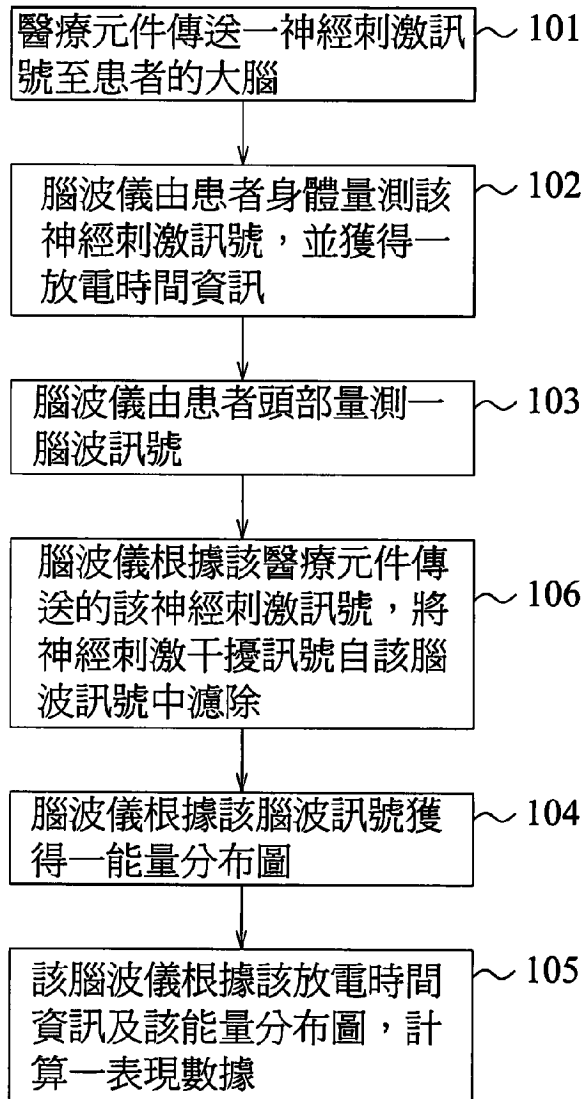 醫療元件傳送一神經刺激訊
號至患者的大腦
101
腦波儀由患者身體量測該
神經刺激訊號，並獲得一
放電時間資訊
102
腦波儀由患者頭部量測一
腦波訊號
103
腦波儀根據該醫療元件傳
送的該神經刺激訊號，將
神經刺激干擾訊號自該腦
波訊號中濾除
106
腦波儀根據該腦波訊號獲
得一能量分布圖
104
該腦波儀根據該放電時間
資訊及該能量分布圖，計
算一表現數據
105